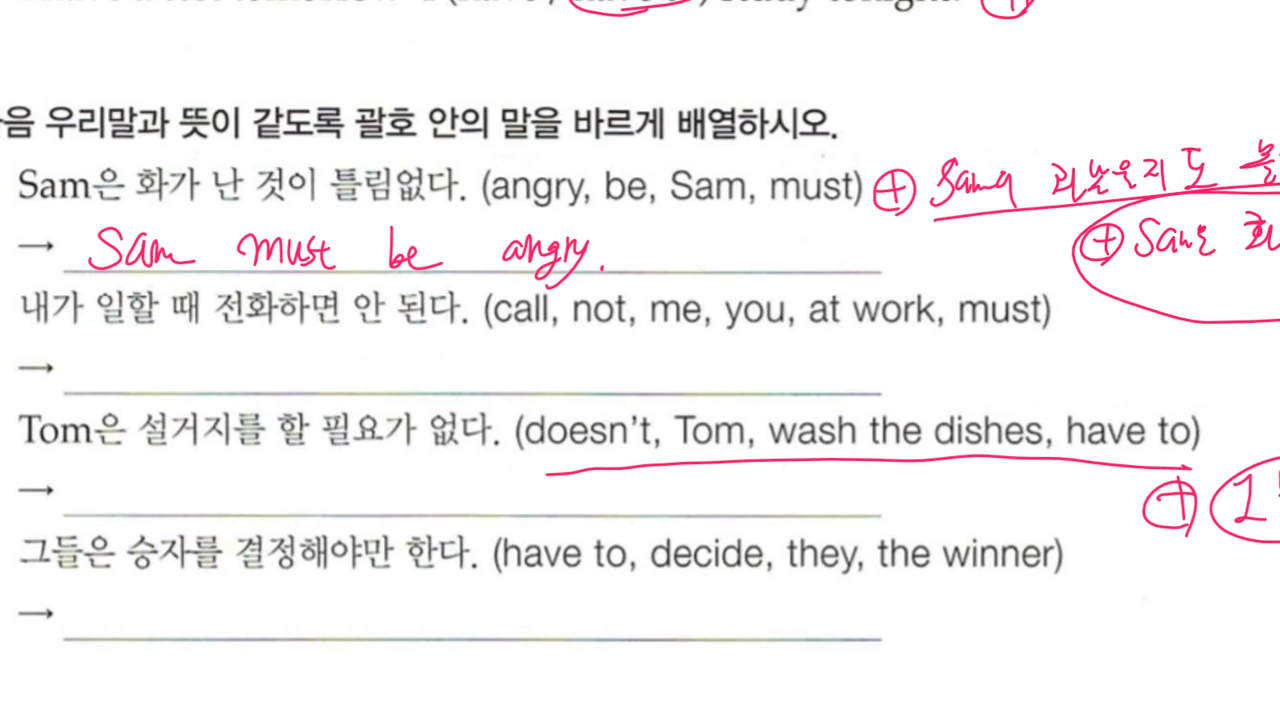 음 우리말과 뜻이 같도록 괄호 안의 말을 바르게 배열하시오.
Sam은 화가 난 것이 틀림없다. (angry, be, Sam, must)
→ Sam must be angry.
내가 일할 때 전화하면 안 된다. (call, not, me, you, at work, must)
→
Tom은 설거지를 할 필요가 없다. (doesn't, Tom, wash the dishes, have to)
→
그들은 승자를 결정해야만 한다. (have to, decide, they, the winner)
→